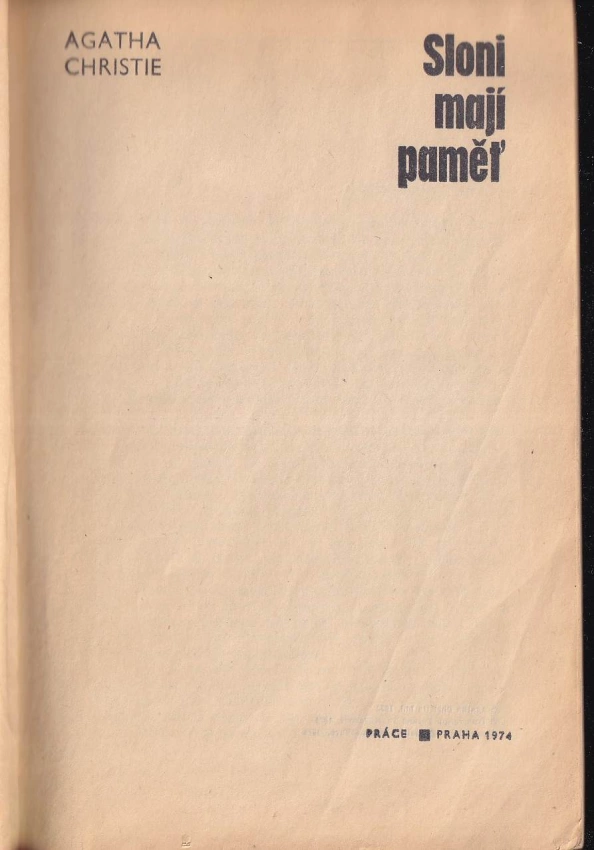 AGATHA
CHRISTIE
Sloni
mají
paměť
PRÁCE ■ PRAHA 1974